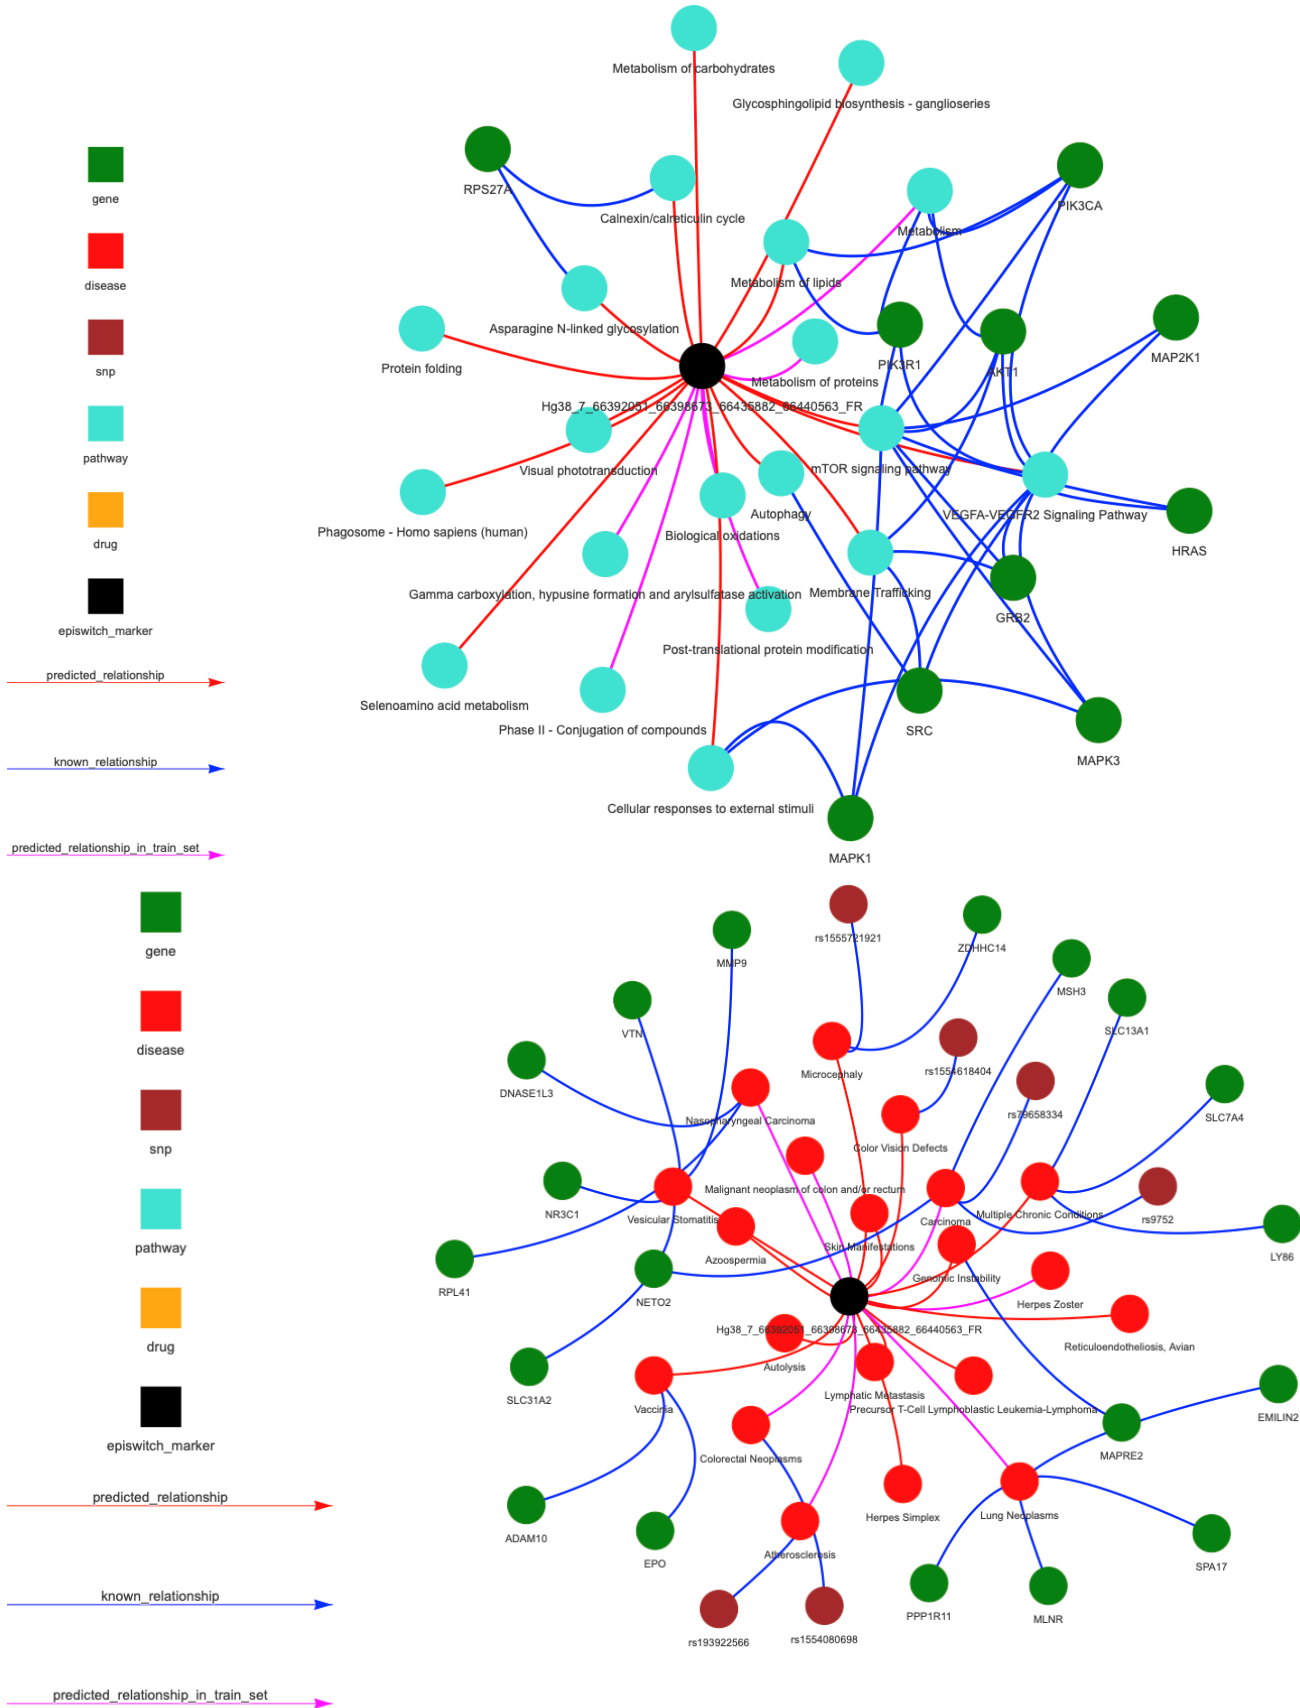 Metabolism of carbohydrates
Glycosphingolipid biosynthesis - ganglioseries
gene
RPS27A
PIK3CA
Calnexin/calreticulin cycle
Metabolism
disease
Metabolism of lipids
Asparagine N-linked glycosylation
MAP2K1
Protein folding
PIK3R1
AKT1
snp
Metabolism of proteins
Hg38_7_66392051_66398673_66435882_66440563_FR
pathway
Visual phototransduction
mTOR signaling pathway
Autophagy
VEGFA-VEGFR2 Signaling Pathway
Phagosome - Homo sapiens (human)
Biological oxidations
HRAS
drug
Gamma carboxylation, hypusine formation and arylsulfatase activation
Membrane Trafficking
GRB2
episwitch_marker
Post-translational protein modification
predicted_relationship
Selenoamino acid metabolism
Phase II - Conjugation of compounds
SRC
known_relationship
MAPK3
Cellular responses to external stimuli
predicted_relationship_in_train_set
MAPK1
gene
rs1555721921
ZDHHC14
MMP9
MSH3
VTN
SLC13A1
disease
Microcephaly
rs1554618404
DNASE1L3
rs79658334
Nasopharyngeal Carcinoma
SLC7A4
snp
Color Vision Defects
Malignant neoplasm of colon and/or rectum
NR3C1
Vesicular Stomatitis
Carcinoma
Multiple Chronic Conditions
rs9752
pathway
Azoospermia
Skin Manifestations
LY86
Genomic Instability
RPL41
NETO2
Herpes Zoster
Hg38_7_66392051_66398673_66435882_66440563_FR
Reticuloendotheliosis, Avian
drug
Autolysis
SLC31A2
Vaccinia
Lymphatic Metastasis
Precursor T-Cell Lymphoblastic Leukemia-Lymphoma
EMILIN2
episwitch_marker
Colorectal Neoplasms
MAPRE2
predicted_relationship
Herpes Simplex
Lung Neoplasms
ADAM10
EPO
Atherosclerosis
SPA17
known_relationship
PPP1R11
MLNR
rs193922566
rs1554080698
predicted_relationship_in_train_set